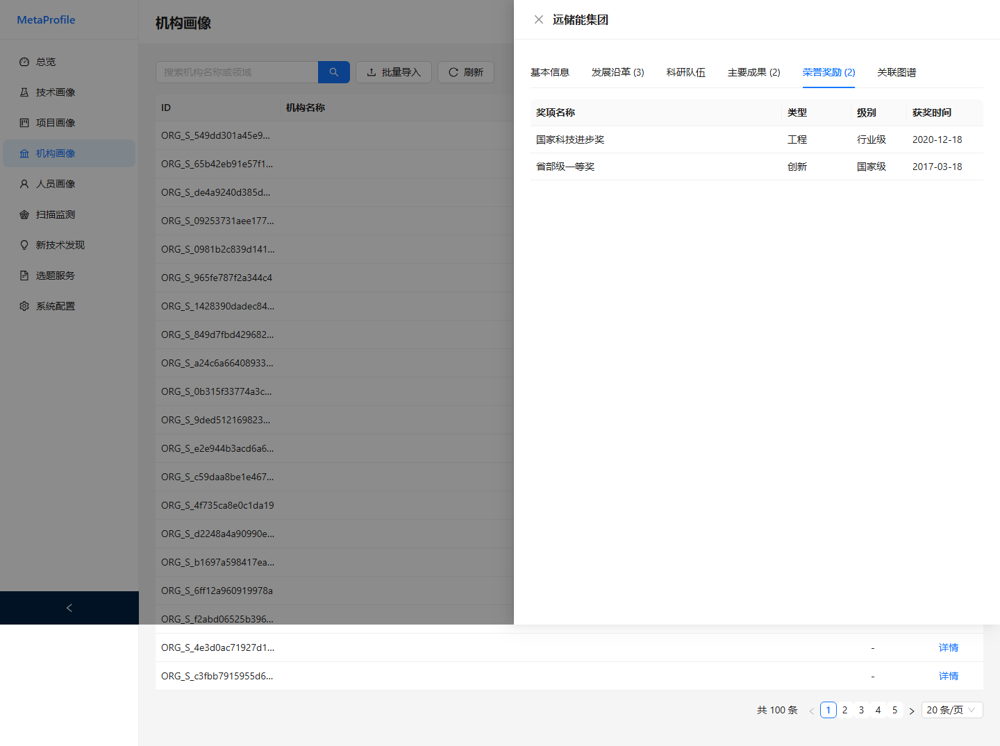 MetaProfile
总览
技术画像
项目画像
机构画像
人员画像
扫描监测
新技术发现
选题服务
系统配置
机构画像
搜索机构名称或领域
批量导入
刷新
ID 机构名称
ORG_S_549dd301a45e9...
ORG_S_65b42eb91e57f1...
ORG_S_de4a9240d385d...
ORG_S_09253731aee177...
ORG_S_0981b2c839d141...
ORG_S_965fe787f2a344c4
ORG_S_1428390dadec84...
ORG_S_849d7fbd429682...
ORG_S_a24c6a66408933...
ORG_S_0b315f33774a3c...
ORG_S_9ded512169823...
ORG_S_e2e944b3acd6a6...
ORG_S_c59daa8be1e467...
ORG_S_4f735ca8e0c1da19
ORG_S_d2248a4a90990e...
ORG_S_b1697a598417ea...
ORG_S_6ff12a960919978a
ORG_S_f2abd06525b396...
ORG_S_4e3d0ac71927d1... - 详情
ORG_S_c3fbb7915955d6... - 详情
共 100 条 1 2 3 4 5 20 条/页
远储能集团
基本信息 发展沿革 (3) 科研队伍 主要成果 (2) 荣誉奖励 (2) 关联图谱
奖项名称 类型 级别 获奖时间
国家科技进步奖 工程 行业级 2020-12-18
省部级一等奖 创新 国家级 2017-03-18